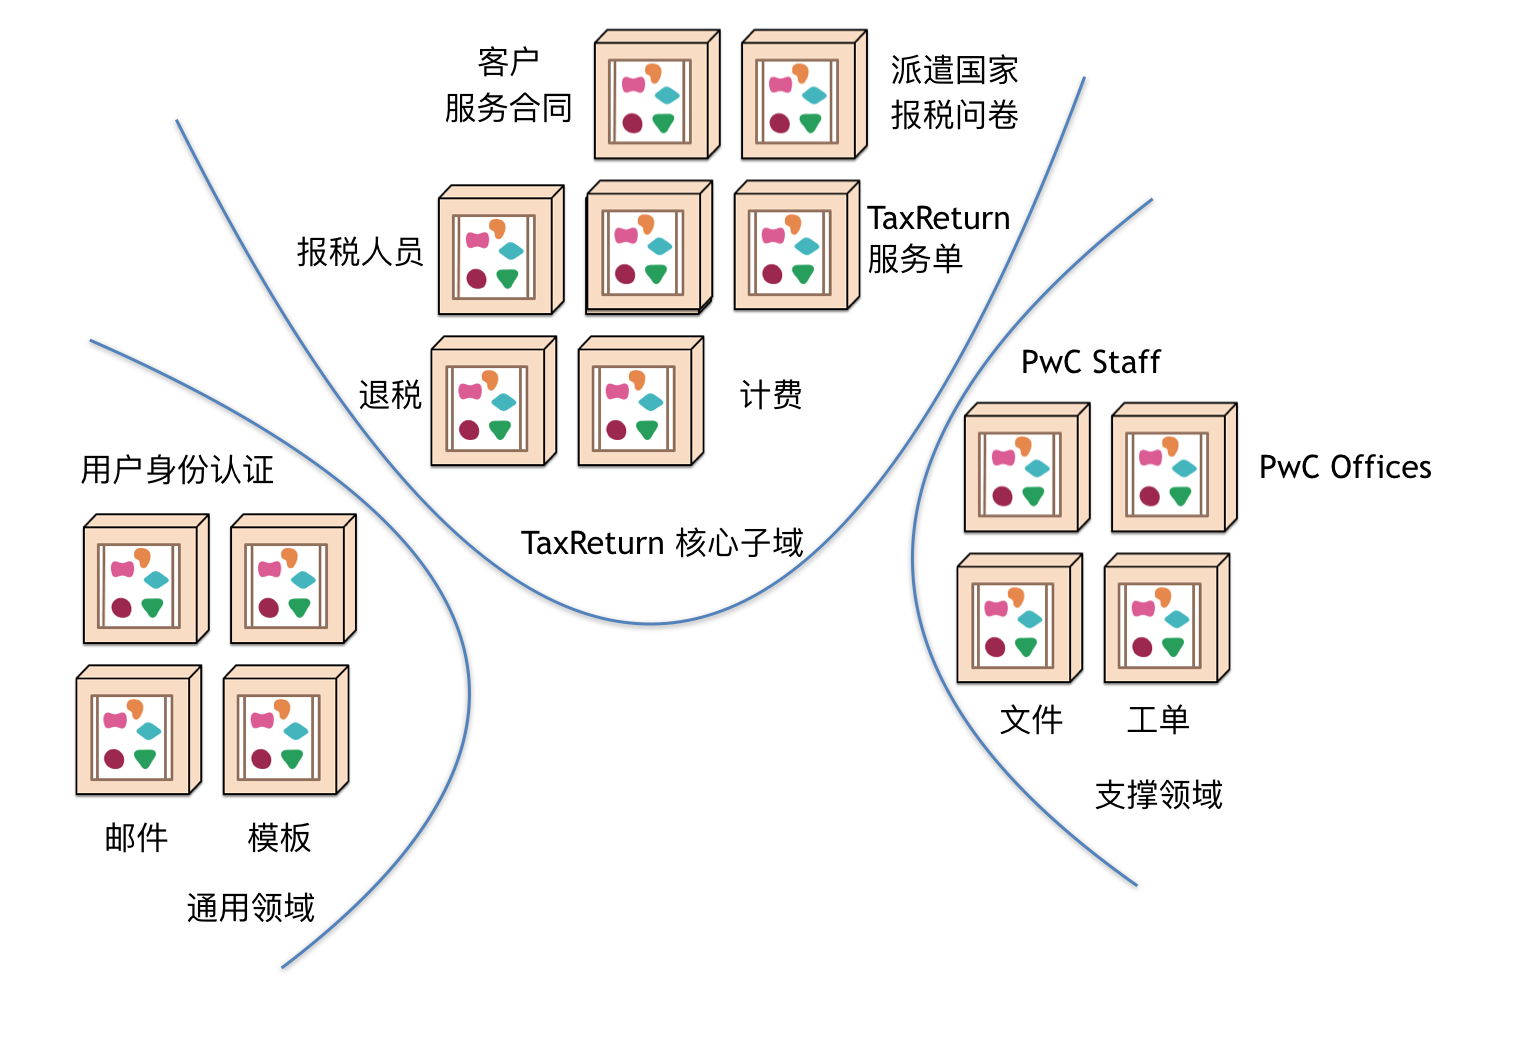 客户
服务合同
派遣国家
报税问卷
报税人员
TaxReturn
服务单
退税
计费
TaxReturn 核心子域
PwC Staff
PwC Offices
文件
工单
支撑领域
用户身份认证
邮件
模板
通用领域